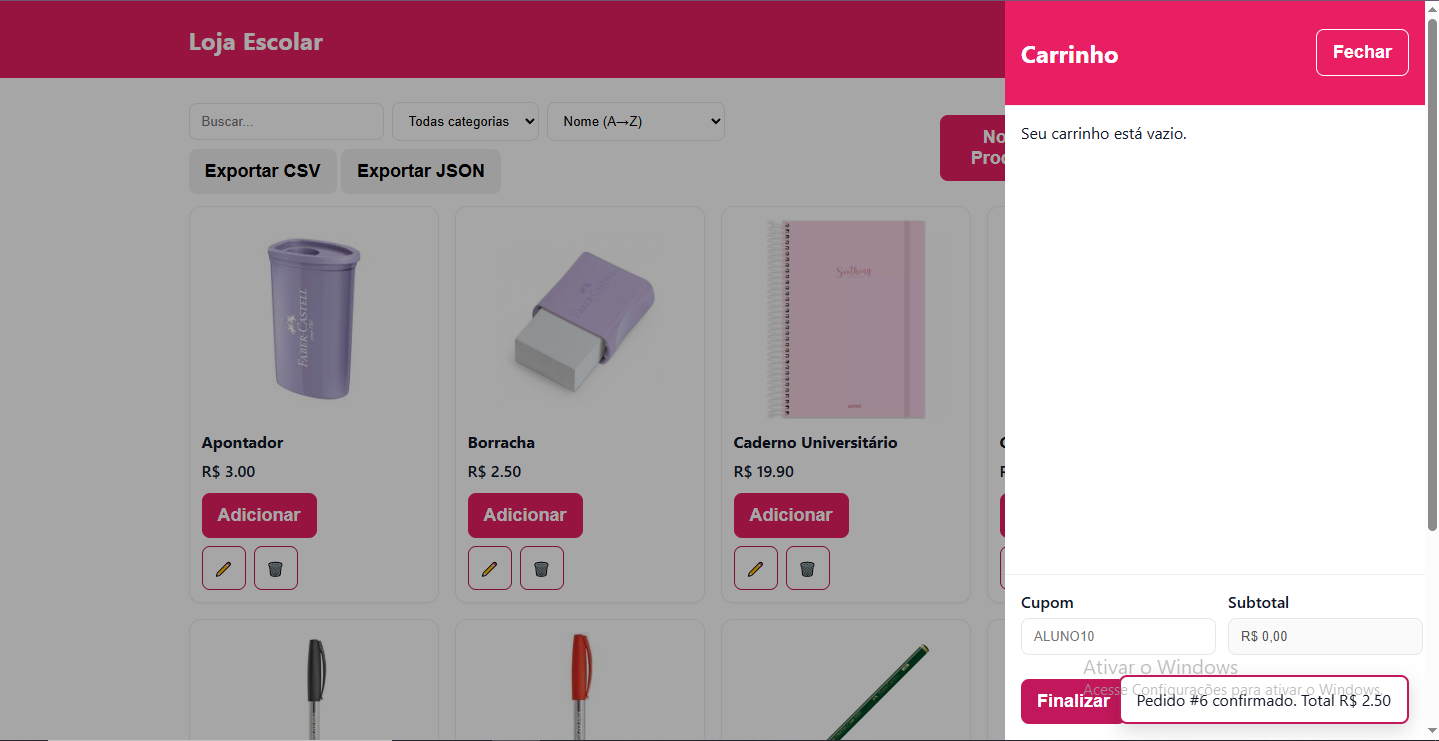 Loja Escolar
Carrinho
Fechar
Buscar...
Todas categorias
Nome (A→Z)
No
Prod
Exportar CSV
Exportar JSON
Seu carrinho está vazio.
FABER-CASTELL
FABER-CASTELL
Soothing
Apontador
R$ 3.00
Adicionar
Borracha
R$ 2.50
Adicionar
Caderno Universitário
R$ 19.90
Adicionar
Cupom
Subtotal
ALUNO10
R$ 0,00
Ativar o Windows
Acesse Configurações para ativar o Windows.
Finalizar
Pedido #6 confirmado. Total R$ 2.50